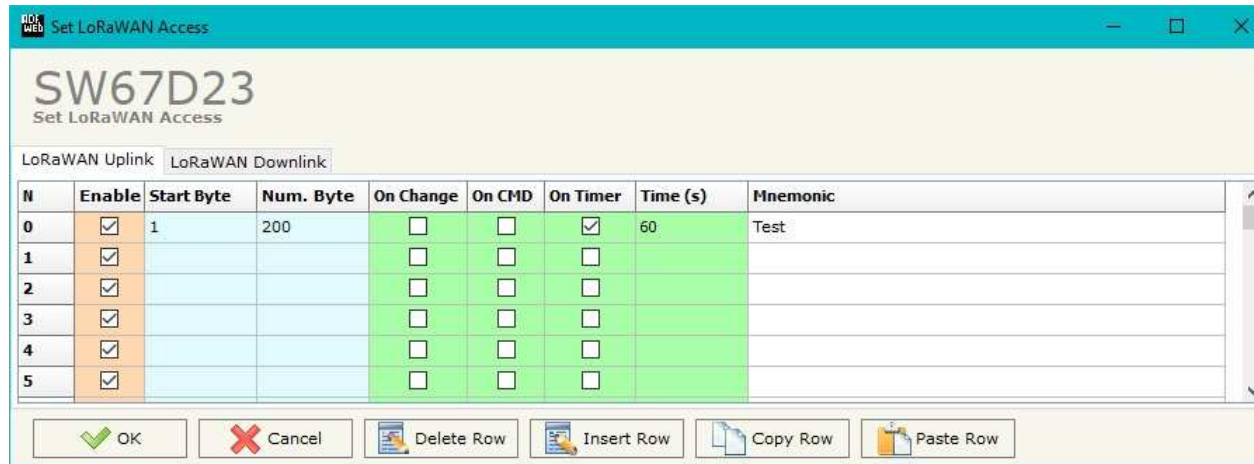 ADF WEB Set LoRaWAN Access
SW67D23
Set LoRaWAN Access
LoRaWAN Uplink LoRaWAN Downlink
N Enable Start Byte Num. Byte On Change On CMD On Timer Time (s) Mnemonic
0 1 200 60 Test
1
2
3
4
5
OK Cancel Delete Row Insert Row Copy Row Paste Row